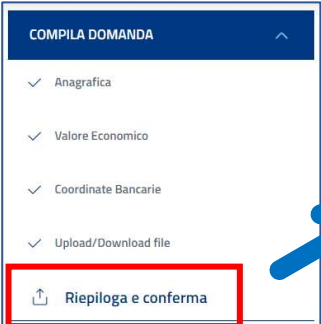 COMPILA DOMANDA
Anagrafica
Valore Economico
Coordinate Bancarie
Upload/Download file
Riepiloga e conferma